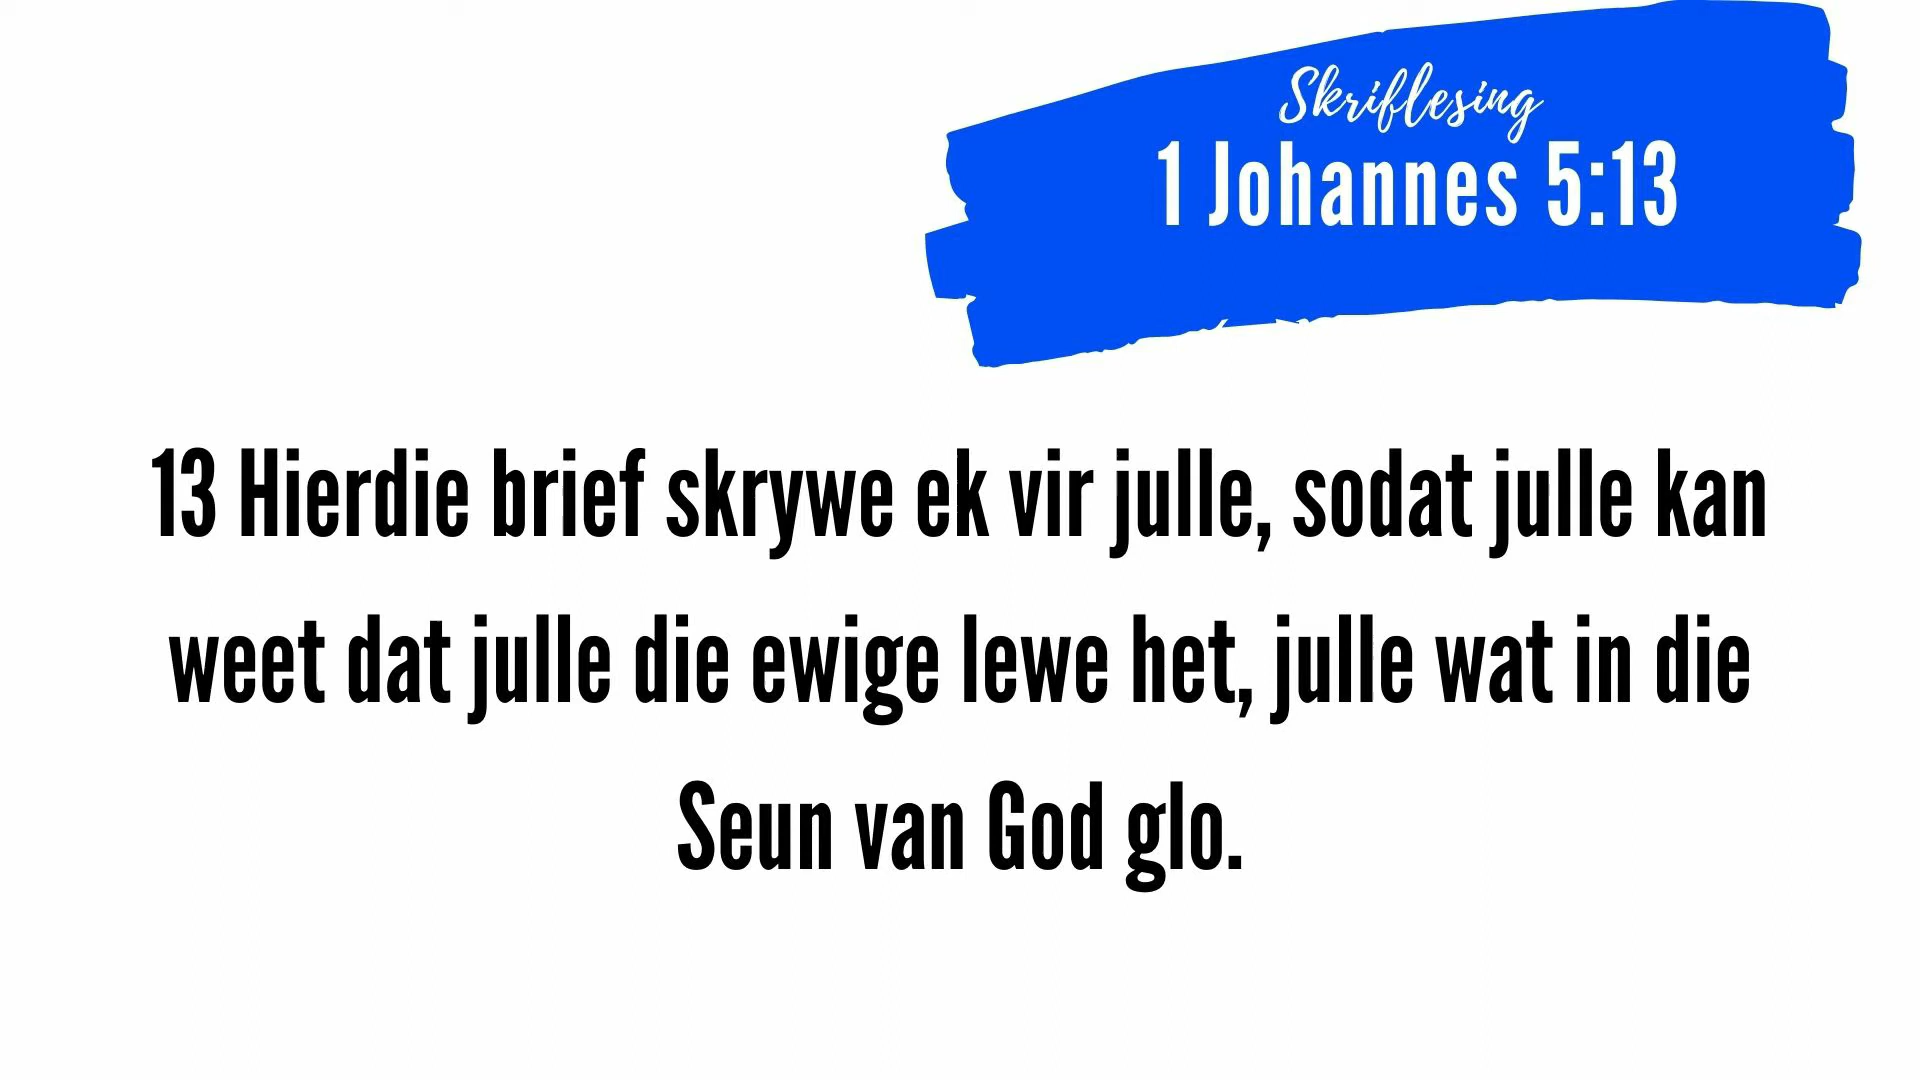 Skriflesing
1 Johannes 5:13
13 Hierdie brief skrywe ek vir julle, sodat julle kan
weet dat julle die ewige lewe het, julle wat in die
Seun van God glo.